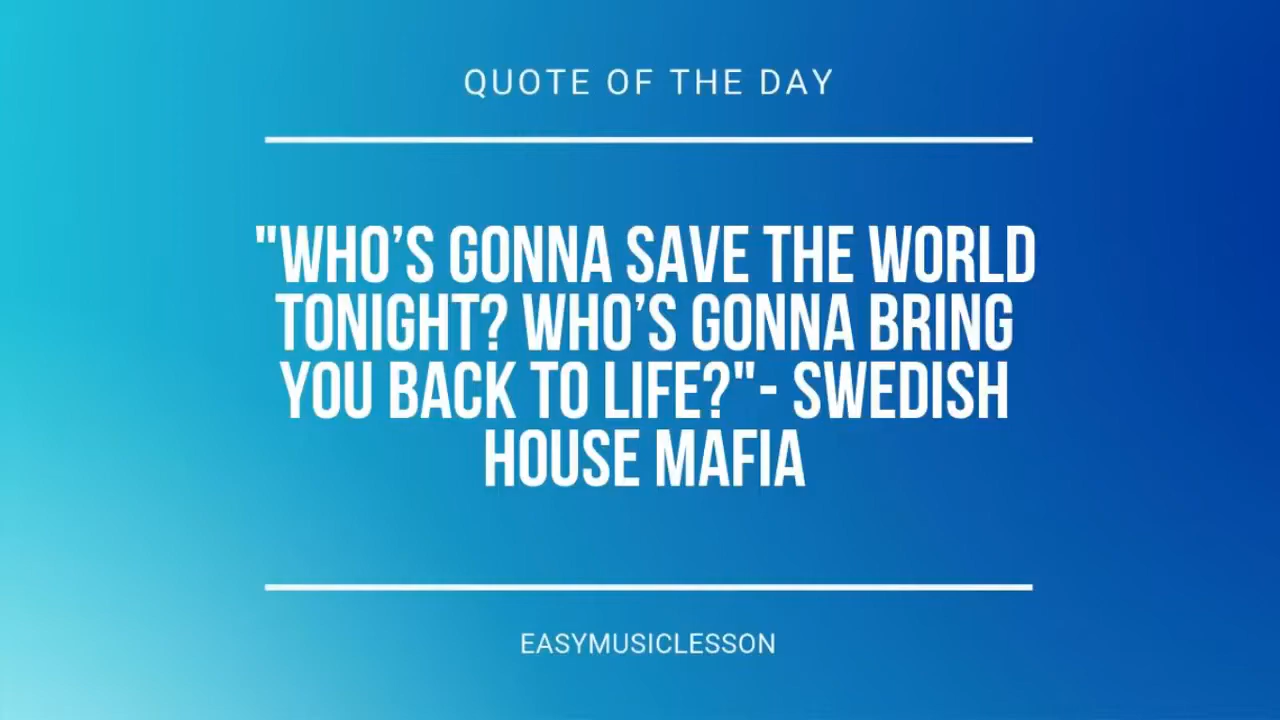 QUOTE OF THE DAY
"WHO’S GONNA SAVE THE WORLD
TONIGHT? WHO’S GONNA BRING
YOU BACK TO LIFE?"- SWEDISH
HOUSE MAFIA
EASYMUSICLESSON